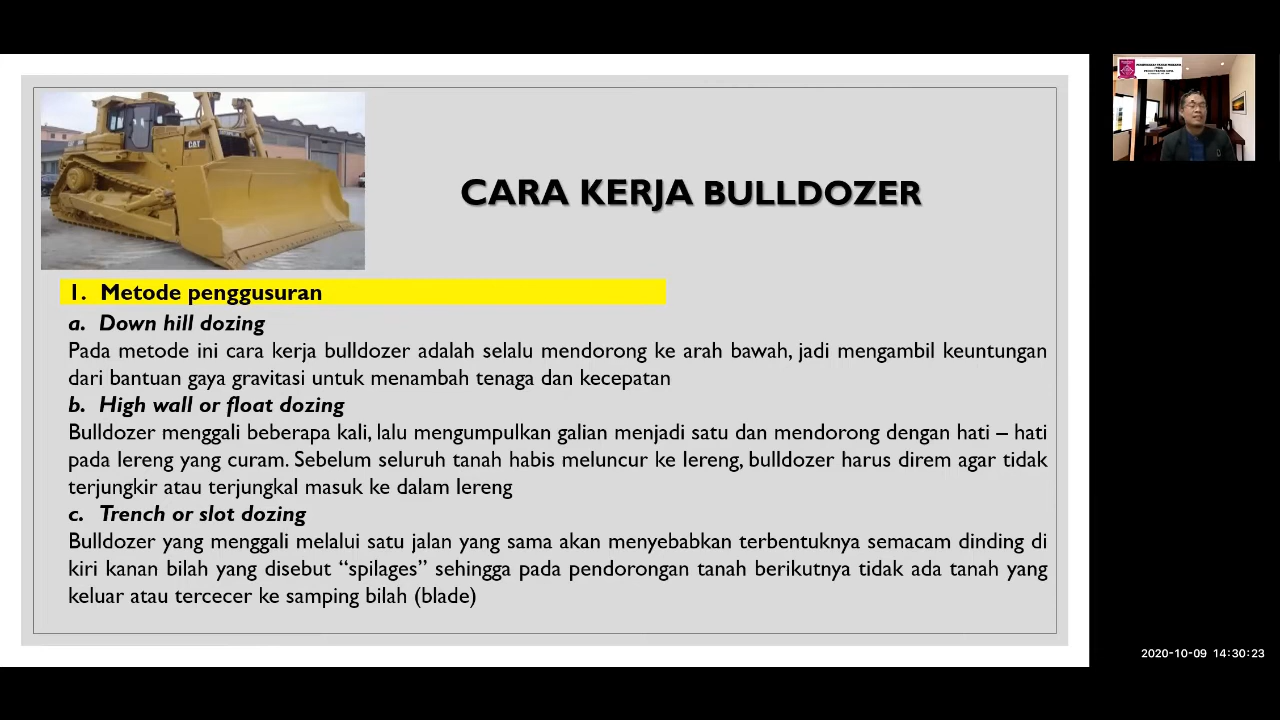 CAT
CARA KERJA BULLDOZER
1. Metode penggusuran
a. Down hill dozing
Pada metode ini cara kerja bulldozer adalah selalu mendorong ke arah bawah, jadi mengambil keuntungan
dari bantuan gaya gravitasi untuk menambah tenaga dan kecepatan
b. High wall or float dozing
Bulldozer menggali beberapa kali, lalu mengumpulkan galian menjadi satu dan mendorong dengan hati – hati
pada lereng yang curam. Sebelum seluruh tanah habis meluncur ke lereng, bulldozer harus direm agar tidak
terjungkir atau terjungkal masuk ke dalam lereng
c. Trench or slot dozing
Bulldozer yang menggali melalui satu jalan yang sama akan menyebabkan terbentuknya semacam dinding di
kiri kanan bilah yang disebut “spilages” sehingga pada pendorongan tanah berikutnya tidak ada tanah yang
keluar atau tercecer ke samping bilah (blade)
2020-10-09 14:30:23